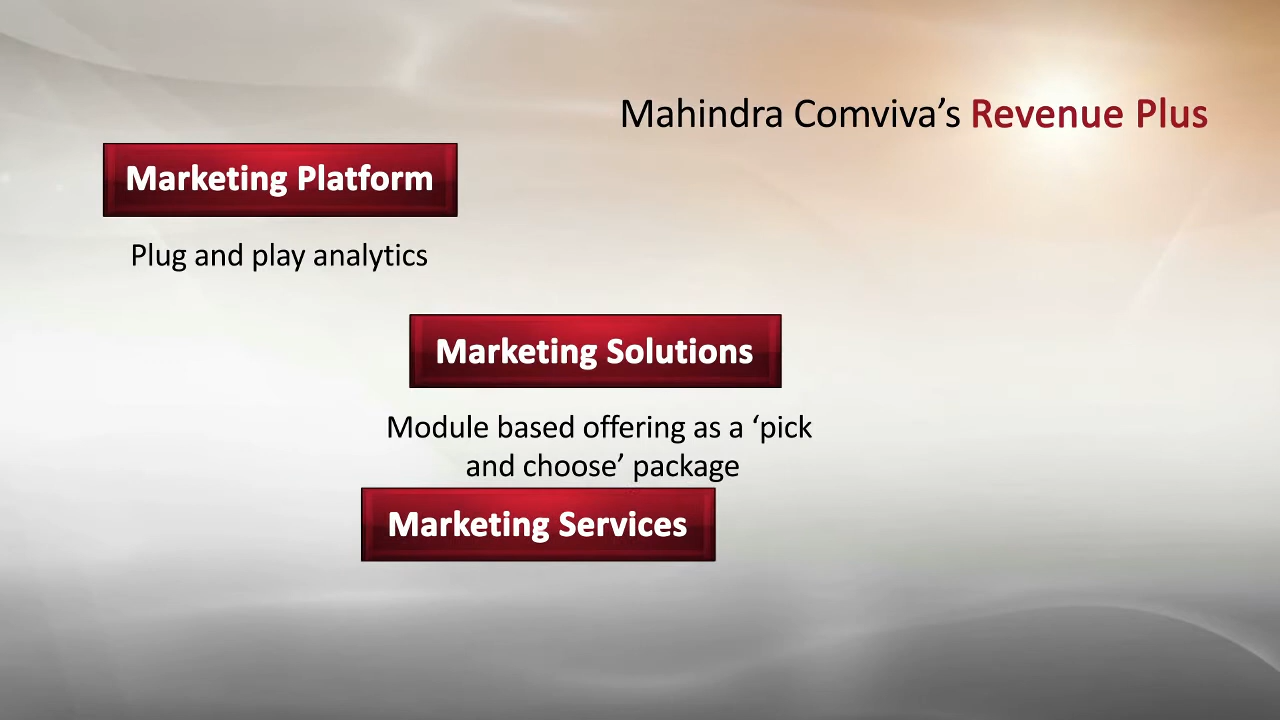 Mahindra Comviva’s Revenue Plus
Marketing Platform
Plug and play analytics
Marketing Solutions
Module based offering as a ‘pick
and choose’ package
Marketing Services